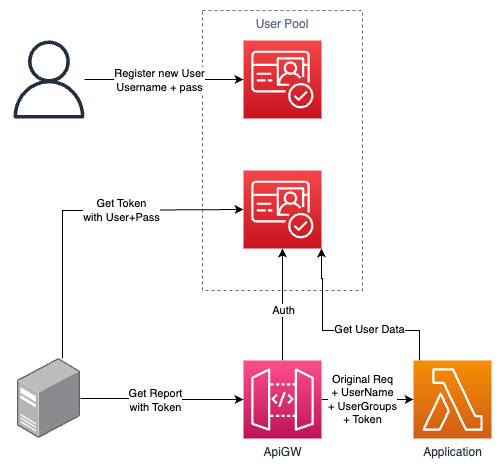 User Pool
Register new User
Username + pass
Get Token
with User+Pass
Auth
Get User Data
Get Report
with Token
Original Req
+ UserName
+ UserGroups
+ Token
ApiGW
Application